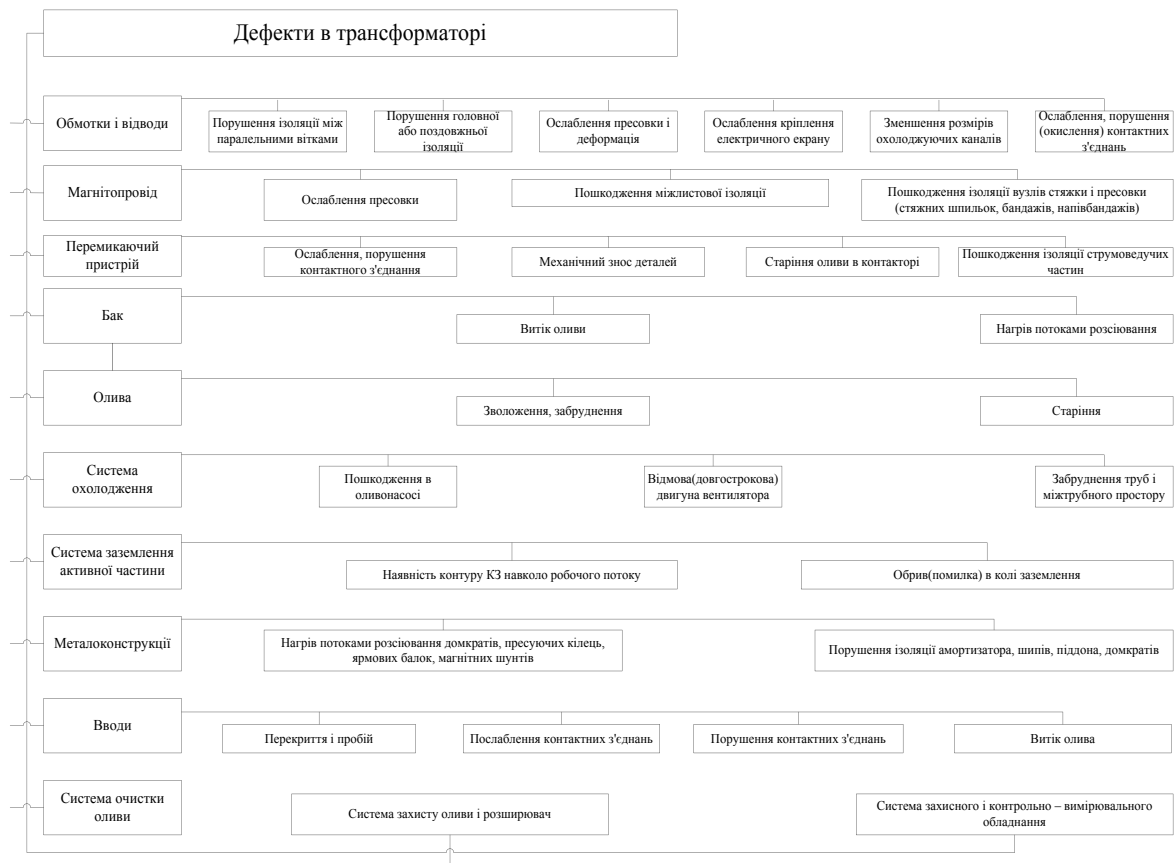 Дефекти в трансформаторі
Обмотки і відводи
Порушення ізоляції між
паралельними вітками
Порушення головної
або поздовжньої
ізоляції
Ослаблення пресовки і
деформація
Ослаблення кріплення
електричного екрану
Зменшення розмірів
охолоджуючих каналів
Ослаблення, порушення
(окислення) контактних
з'єднань
Магнітопровід
Ослаблення пресовки
Пошкодження міжлистової ізоляції
Пошкодження ізоляції вузлів стяжки і пресовки
(стяжних шпильок, бандажів, напівбандажів)
Перемикаючий
пристрій
Ослаблення, порушення
контактного з'єднання
Механічний знос деталей
Старіння оливи в контакторі
Пошкодження ізоляції струмоведучих
частин
Бак
Витік оливи
Нагрів потоками розсіювання
Олива
Зволоження, забруднення
Старіння
Система
охолодження
Пошкодження в
оливонасосі
Відмова(довгострокова)
двигуна вентилятора
Забруднення труб і
міжтрубного простору
Система заземлення
активної частини
Наявність контуру КЗ навколо робочого потоку
Обрив(помилка) в колі заземлення
Металоконструкції
Нагрів потоками розсіювання домкратів, пресуючих кілець,
ярмових балок, магнітних шунтів
Порушення ізоляції амортизатора, шипів, піддона, домкратів
Вводи
Перекриття і пробій
Послаблення контактних з'єднань
Порушення контактних з'єднань
Витік олива
Система очистки
оливи
Система захисту оливи і розширювач
Система захисного і контрольно – вимірювального
обладнання